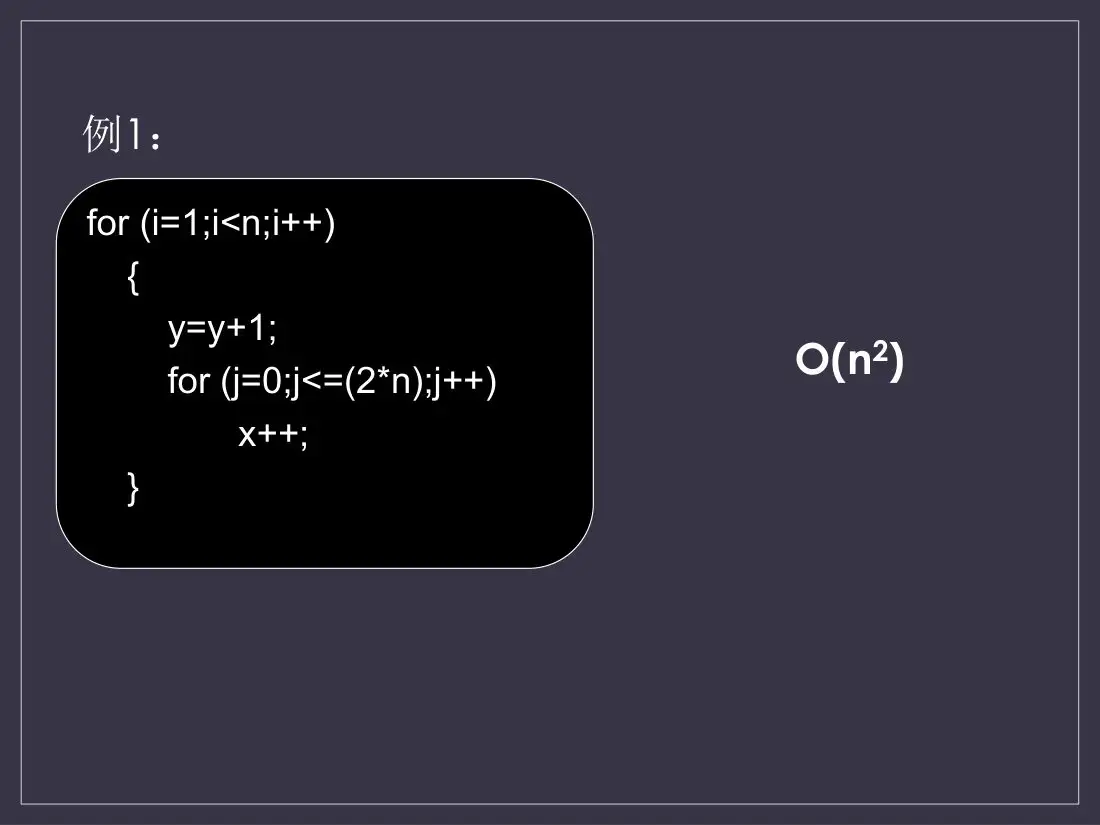 例1：
for (i=1;i<n;i++)
{
y=y+1;
for (j=0;j<=(2*n);j++)
x++;
}
O(n²)